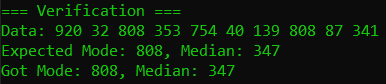 === Verification ===
Data: 920 32 808 353 754 40 139 808 87 341
Expected Mode: 808, Median: 347
Got Mode: 808, Median: 347